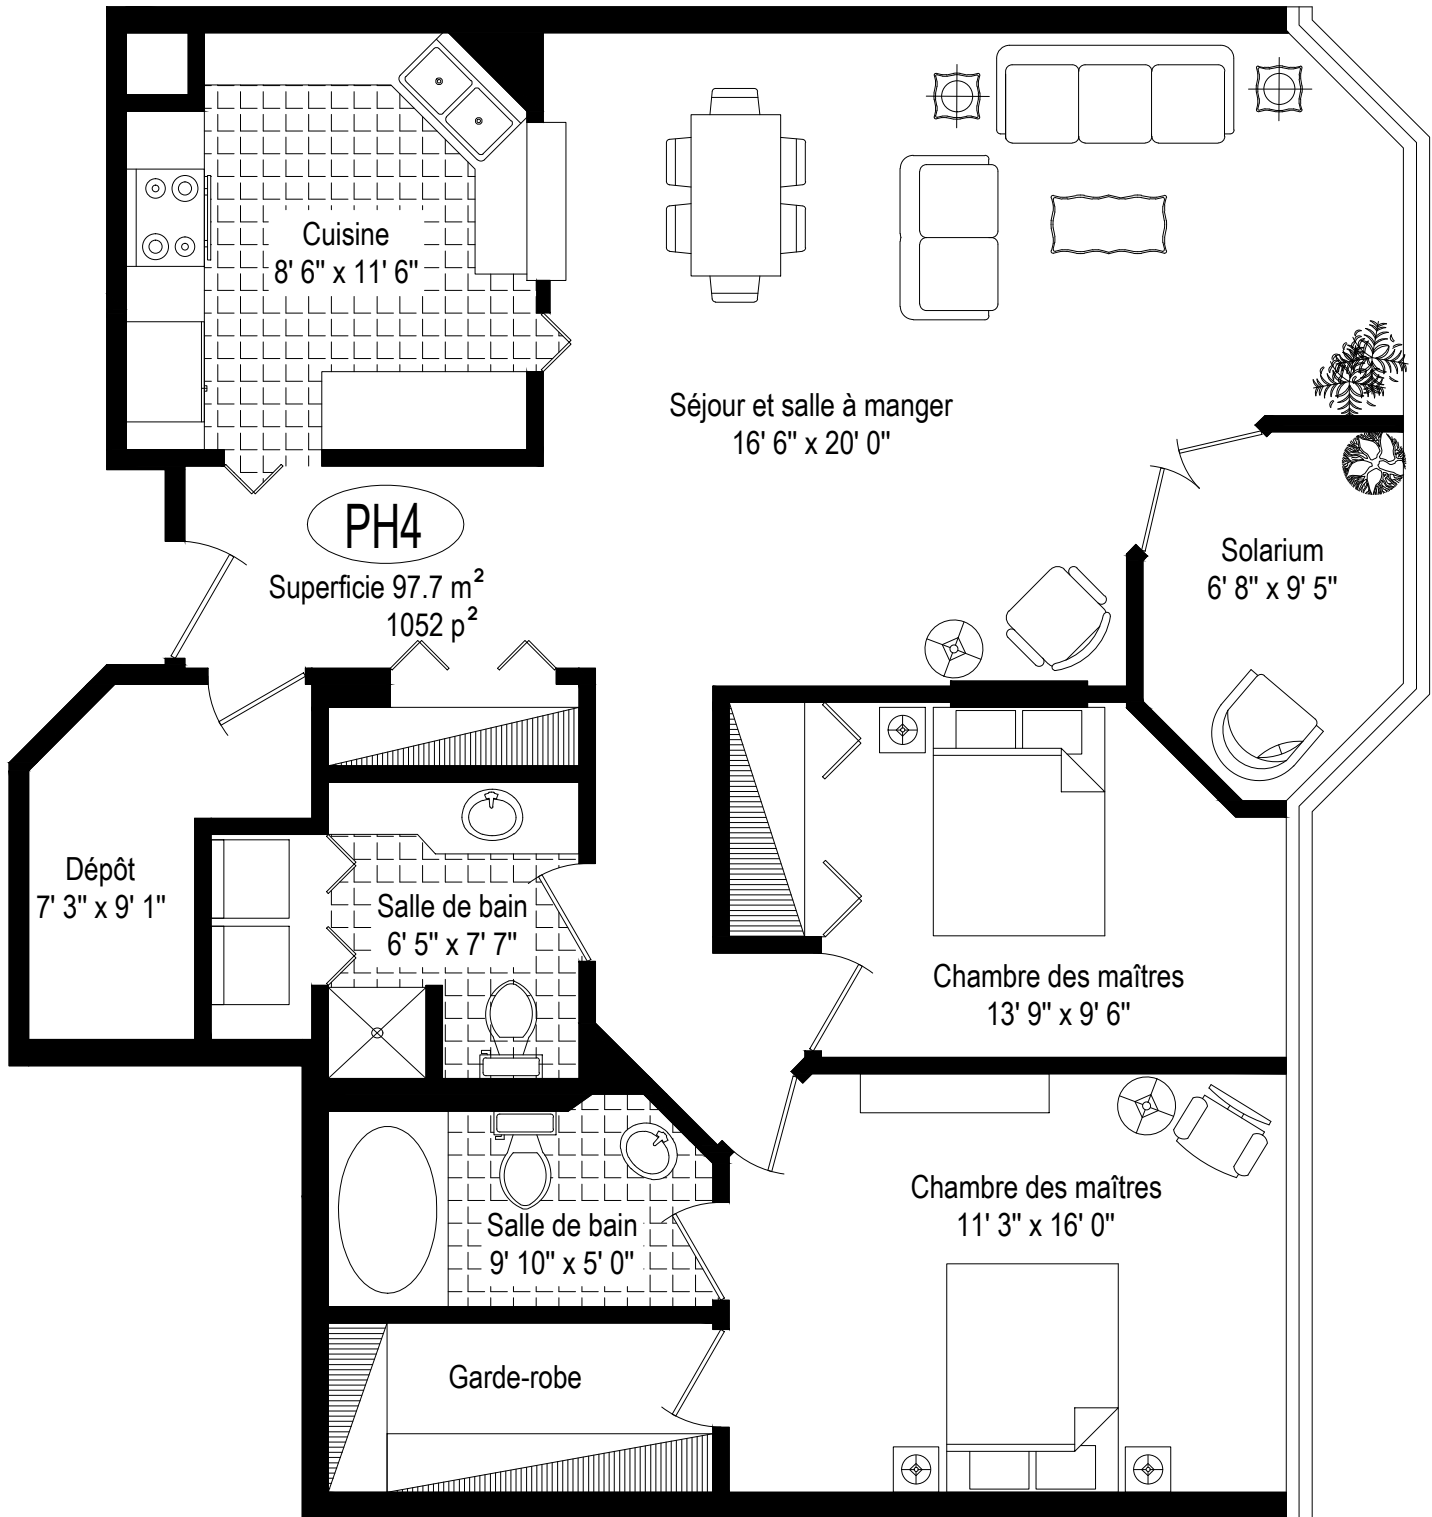 Cuisine
8' 6" x 11' 6"
Séjour et salle à manger
16' 6" x 20' 0"
PH4
Superficie 97.7 m²
1052 p²
Solarium
6' 8" x 9' 5"
Dépôt
7' 3" x 9' 1"
Salle de bain
6' 5" x 7' 7"
Chambre des maîtres
13' 9" x 9' 6"
Chambre des maîtres
11' 3" x 16' 0"
Salle de bain
9' 10" x 5' 0"
Garde-robe